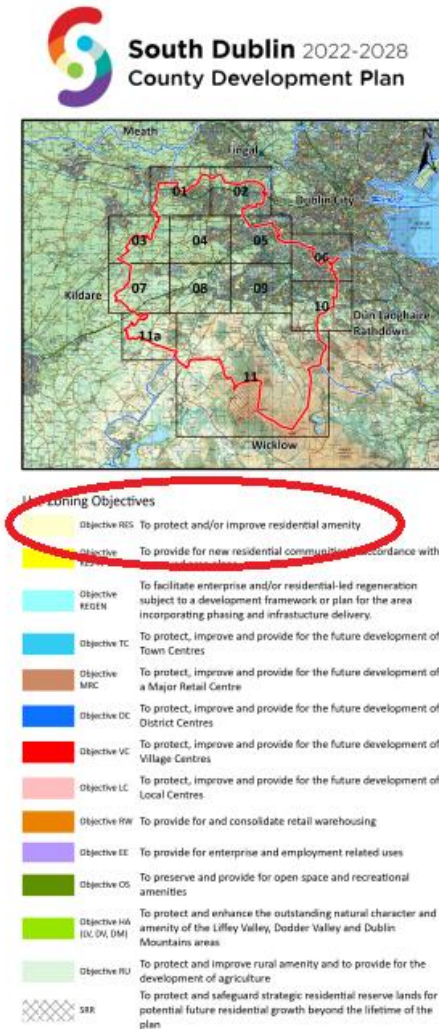 South Dublin 2022-2028
County Development Plan
Meath
Fingal
N
01
02
Dublin City
03
04
05
06
Kildare
07
08
09
10
Dún Laoghaire
Rathdown
11a
11
Wicklow
Zoning Objectives
Objective RES To protect and/or improve residential amenity
Objective
To provide for new residential communities accordance with
Objective
REGEN
To facilitate enterprise and/or residential-led regeneration
subject to a development framework or plan for the area
incorporating phasing and infrastucture delivery.
Objective TC
To protect, improve and provide for the future development of
Town Centres
Objective
MRC
To protect, improve and provide for the future development of
a Major Retail Centre
Objective DC
To protect, improve and provide for the future development of
District Centres
Objective VC
To protect, improve and provide for the future development of
Village Centres
Objective LC
To protect, improve and provide for the future development of
Local Centres
Objective RW To provide for and consolidate retail warehousing
Objective EE To provide for enterprise and employment related uses
Objective OS
To preserve and provide for open space and recreational
amenities
Objective HA
(LV, DV, DM)
To protect and enhance the outstanding natural character and
amenity of the Liffey Valley, Dodder Valley and Dublin
Mountains areas
Objective RU
To protect and improve rural amenity and to provide for the
development of agriculture
SRR
To protect and safeguard strategic residential reserve lands for
potential future residential growth beyond the lifetime of the
plan